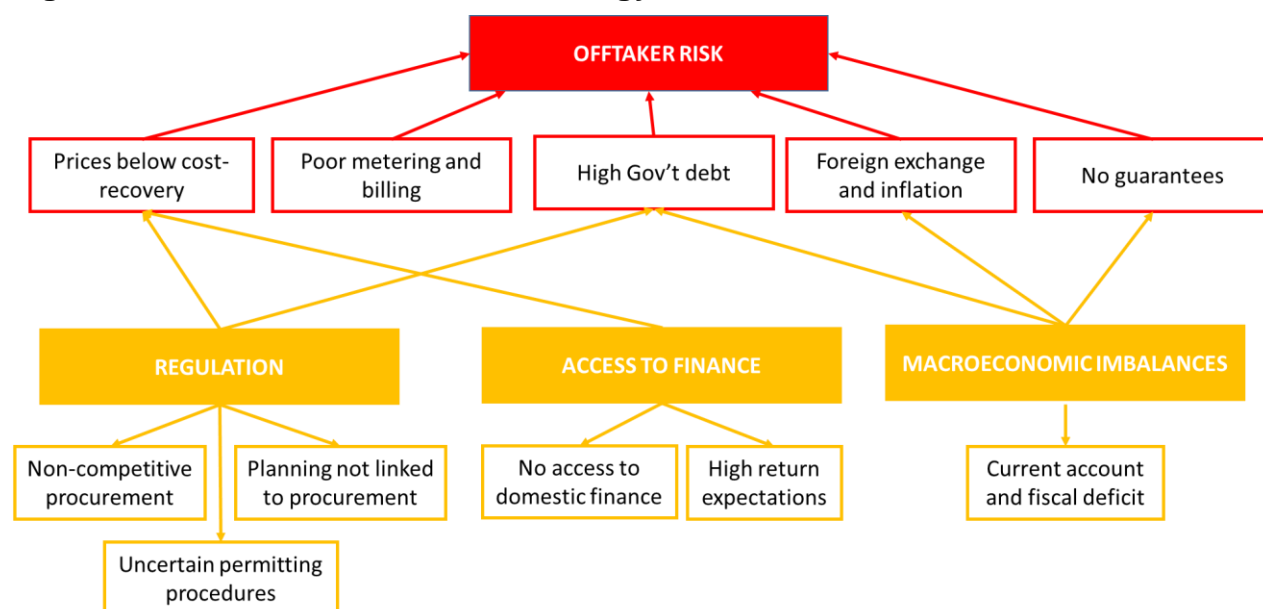 OFFTAKER RISK
Prices below cost-
recovery
Poor metering and
billing
High Gov't debt
Foreign exchange
and inflation
No guarantees
REGULATION
ACCESS TO FINANCE
MACROECONOMIC IMBALANCES
Non-competitive
procurement
Planning not linked
to procurement
No access to
domestic finance
High return
expectations
Current account
and fiscal deficit
Uncertain permitting
procedures